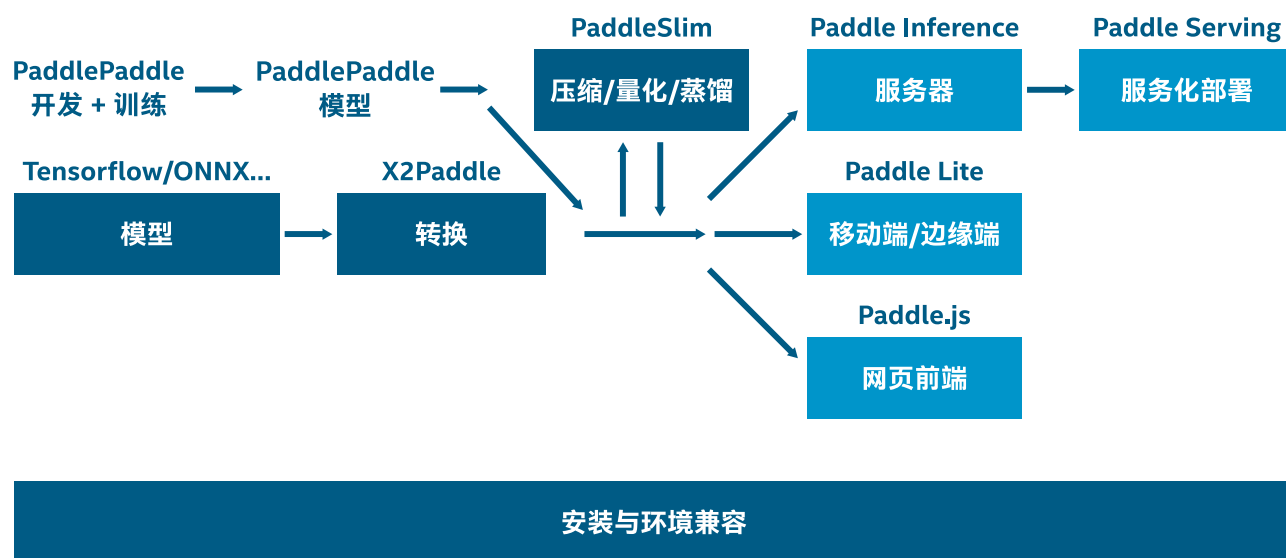 PaddlePaddle
开发 + 训练
PaddlePaddle
模型
PaddleSlim
压缩/量化/蒸馏
Paddle Inference
服务器
Paddle Serving
服务化部署
Tensorflow/ONNX...
模型
X2Paddle
转换
Paddle Lite
移动端/边缘端
Paddle.js
网页前端
安装与环境兼容